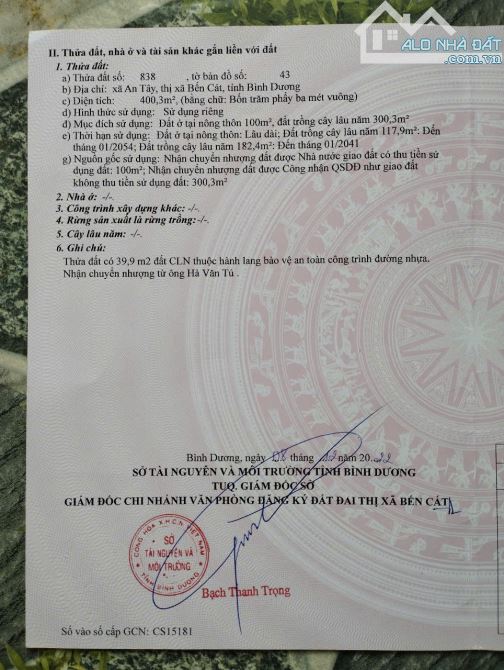 ALO NHÀ ĐẤT
II. Thửa đất, nhà ở và tài sản khác gắn liền với đất
1. Thửa đất:
a) Thửa đất số: 838 , tờ bản đồ số: 43
b) Địa chỉ: xã An Tây, thị xã Bến Cát, tỉnh Bình Dương
c) Diện tích: 400,3m², (bằng chữ: Bốn trăm phẩy ba mét vuông)
d) Hình thức sử dụng: Sử dụng riêng
đ) Mục đích sử dụng: Đất ở tại nông thôn 100m², đất trồng cây lâu năm 300,3m²
e) Thời hạn sử dụng: Đất ở tại nông thôn: Lâu dài; Đất trồng cây lâu năm 117,9m²: Đến
tháng 01/2054; Đất trồng cây lâu năm 182,4m²: Đến tháng 01/2041
g) Nguồn gốc sử dụng: Nhận chuyển nhượng đất được Nhà nước giao đất có thu tiền sử
dụng đất: 100m²; Nhận chuyển nhượng đất được Công nhận QSDĐ như giao đất
không thu tiền sử dụng đất: 300,3m²
2. Nhà ở: -/-
3. Công trình xây dựng khác: -/-
4. Rừng sản xuất là rừng trồng:-/-.
5. Cây lâu năm: -/-.
6. Ghi chú:
Thửa đất có 39,9 m2 đất CLN thuộc hành lang bảo vệ an toàn công trình đường nhựa.
Nhận chuyển nhượng từ ông Hà Văn Tú .
Bình Dương, ngày 08 tháng năm 2022
SỞ TÀI NGUYÊN VÀ MÔI TRƯỜNG TỈNH BÌNH DƯƠNG
TUQ. GIÁM ĐỐC SỞ
GIÁM ĐỐC CHI NHÁNH VĂN PHÒNG ĐĂNG KÝ ĐẤT ĐAI THỊ XÃ BẾN CÁT
CỘNG HÒA X.H.C.N VIỆT NAM
SỞ
TÀI NGUYÊN VÀ
MÔI TRƯỜNG
TỈNH BÌNH DƯƠNG
Bạch Thanh Trọng
Số vào sổ cấp GCN: CS15181